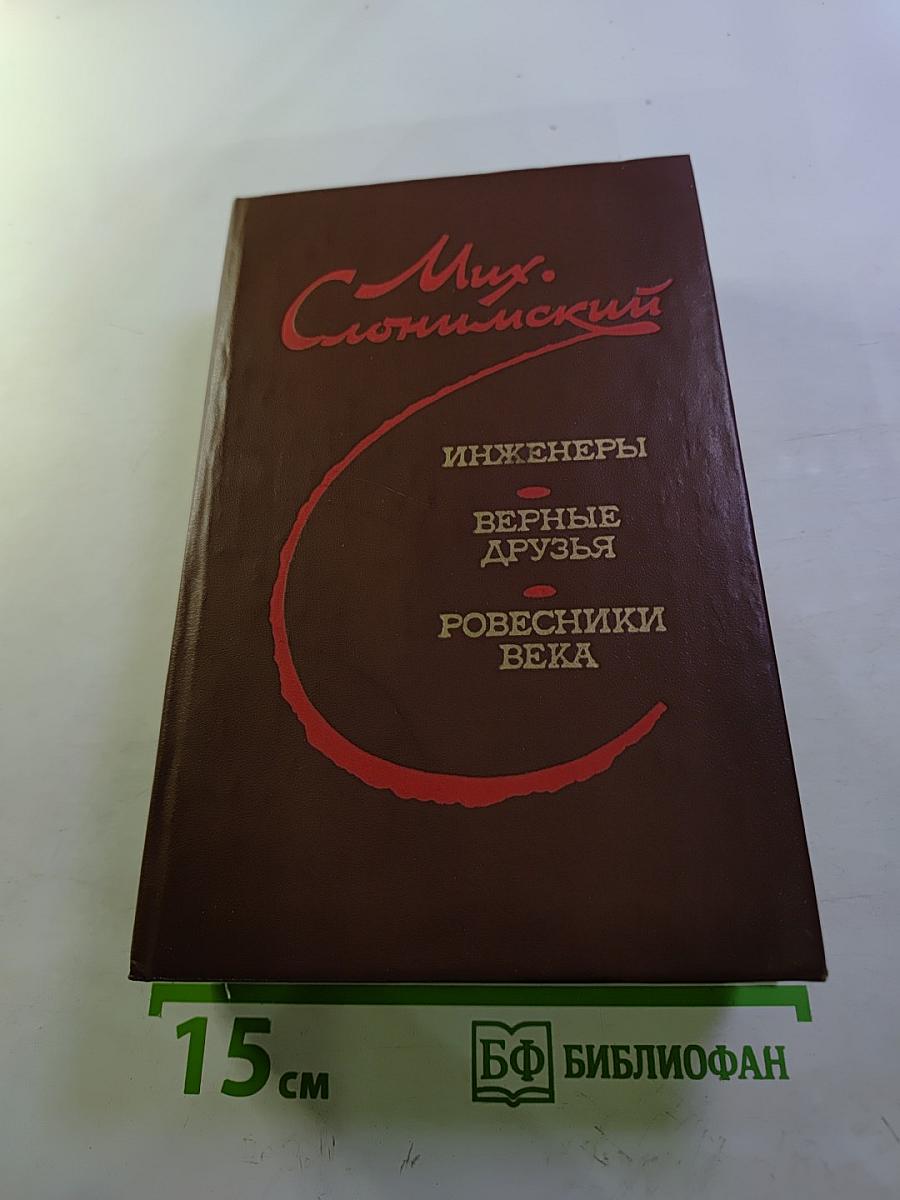 Мих.
Слонимский
ИНЖЕНЕРЫ
ВЕРНЫЕ
ДРУЗЬЯ
РОВЕСНИКИ
ВЕКА
15 см
БФ БИБЛИОФАН